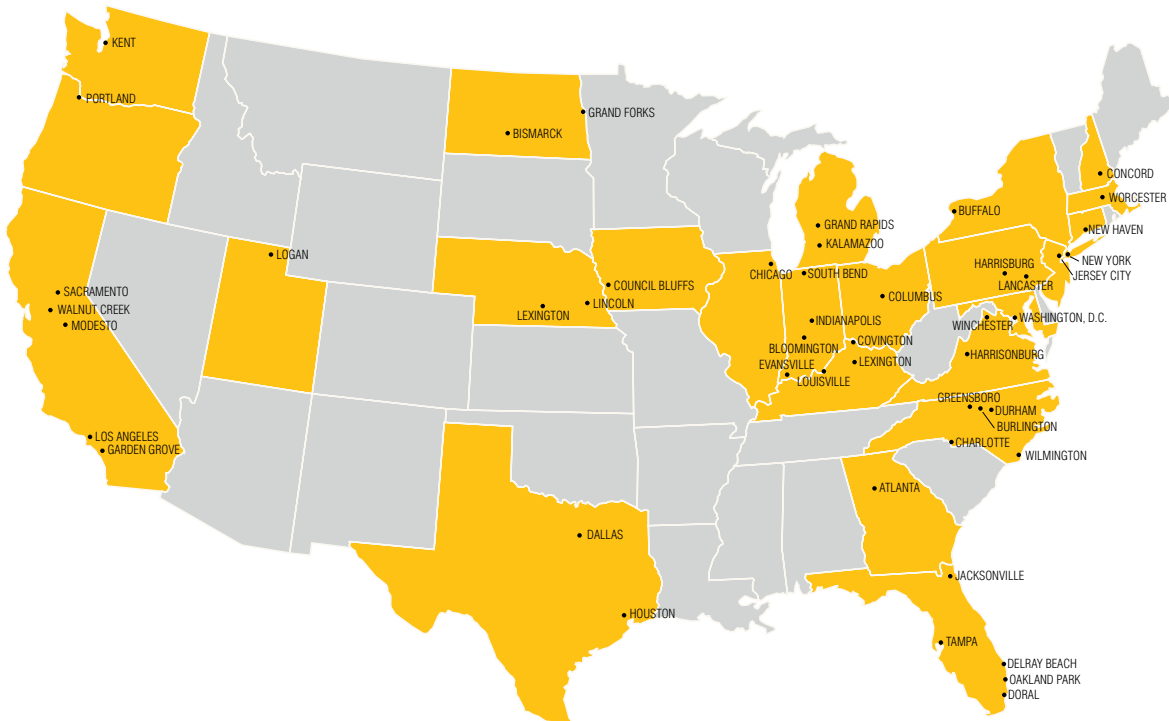 KENT
PORTLAND
GRAND FORKS
BISMARCK
CONCORD
WORCESTER
BUFFALO
GRAND RAPIDS
NEW HAVEN
KALAMAZOO
LOGAN
NEW YORK
HARRISBURG
JERSEY CITY
CHICAGO
SOUTH BEND
LANCASTER
COUNCIL BLUFFS
SACRAMENTO
COLUMBUS
LINCOLN
WALNUT CREEK
LEXINGTON
WASHINGTON, D.C.
INDIANAPOLIS
WINCHESTER
MODESTO
COVINGTON
BLOOMINGTON
HARRISONBURG
LEXINGTON
EVANSVILLE
LOUISVILLE
GREENSBORO
DURHAM
BURLINGTON
LOS ANGELES
CHARLOTTE
GARDEN GROVE
WILMINGTON
ATLANTA
DALLAS
JACKSONVILLE
HOUSTON
TAMPA
DELRAY BEACH
OAKLAND PARK
DORAL